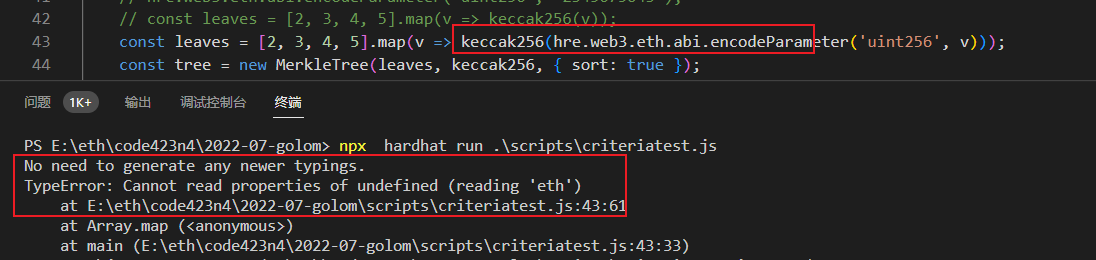 42 // const leaves = [2, 3, 4, 5].map(v => keccak256(v));
43 const leaves = [2, 3, 4, 5].map(v => keccak256(hre.web3.eth.abi.encodeParameter('uint256', v)));
44 const tree = new MerkleTree(leaves, keccak256, { sort: true });
问题 1K+ 输出 调试控制台 终端
PS E:\eth\code423n4\2022-07-golom> npx  hardhat run .\scripts\criteriatest.js
No need to generate any newer typings.
TypeError: Cannot read properties of undefined (reading 'eth')
    at E:\eth\code423n4\2022-07-golom\scripts\criteriatest.js:43:61
    at Array.map (<anonymous>)
    at main (E:\eth\code423n4\2022-07-golom\scripts\criteriatest.js:43:33)